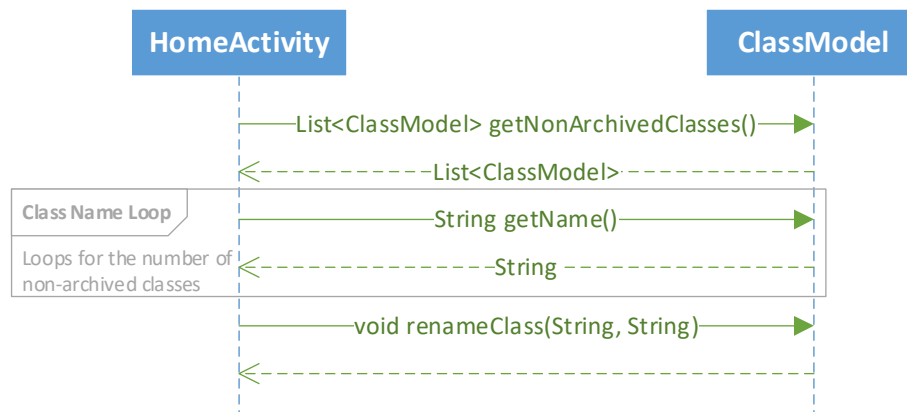 HomeActivity
ClassModel
List<ClassModel> getNonArchivedClasses()
List<ClassModel>
Class Name Loop
String getName()
Loops for the number of
non-archived classes
String
void renameClass(String, String)